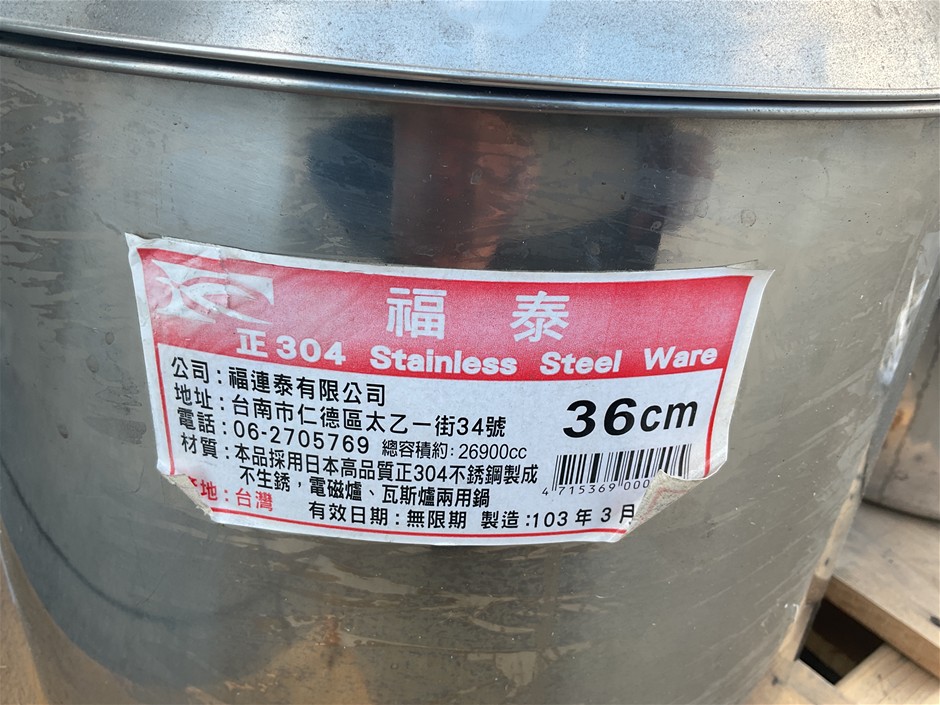 福泰
正304 Stainless Steel Ware
公司：福連泰有限公司
地址：台南市仁德區太乙一街34號
36cm
電話：06-2705769 總容積約：26900cc
材質：本品採用日本高品質正304不銹鋼製成
不生銹，電磁爐、瓦斯爐兩用鍋
4 715369 000
產地：台灣
有效日期：無限期 製造：103年3月